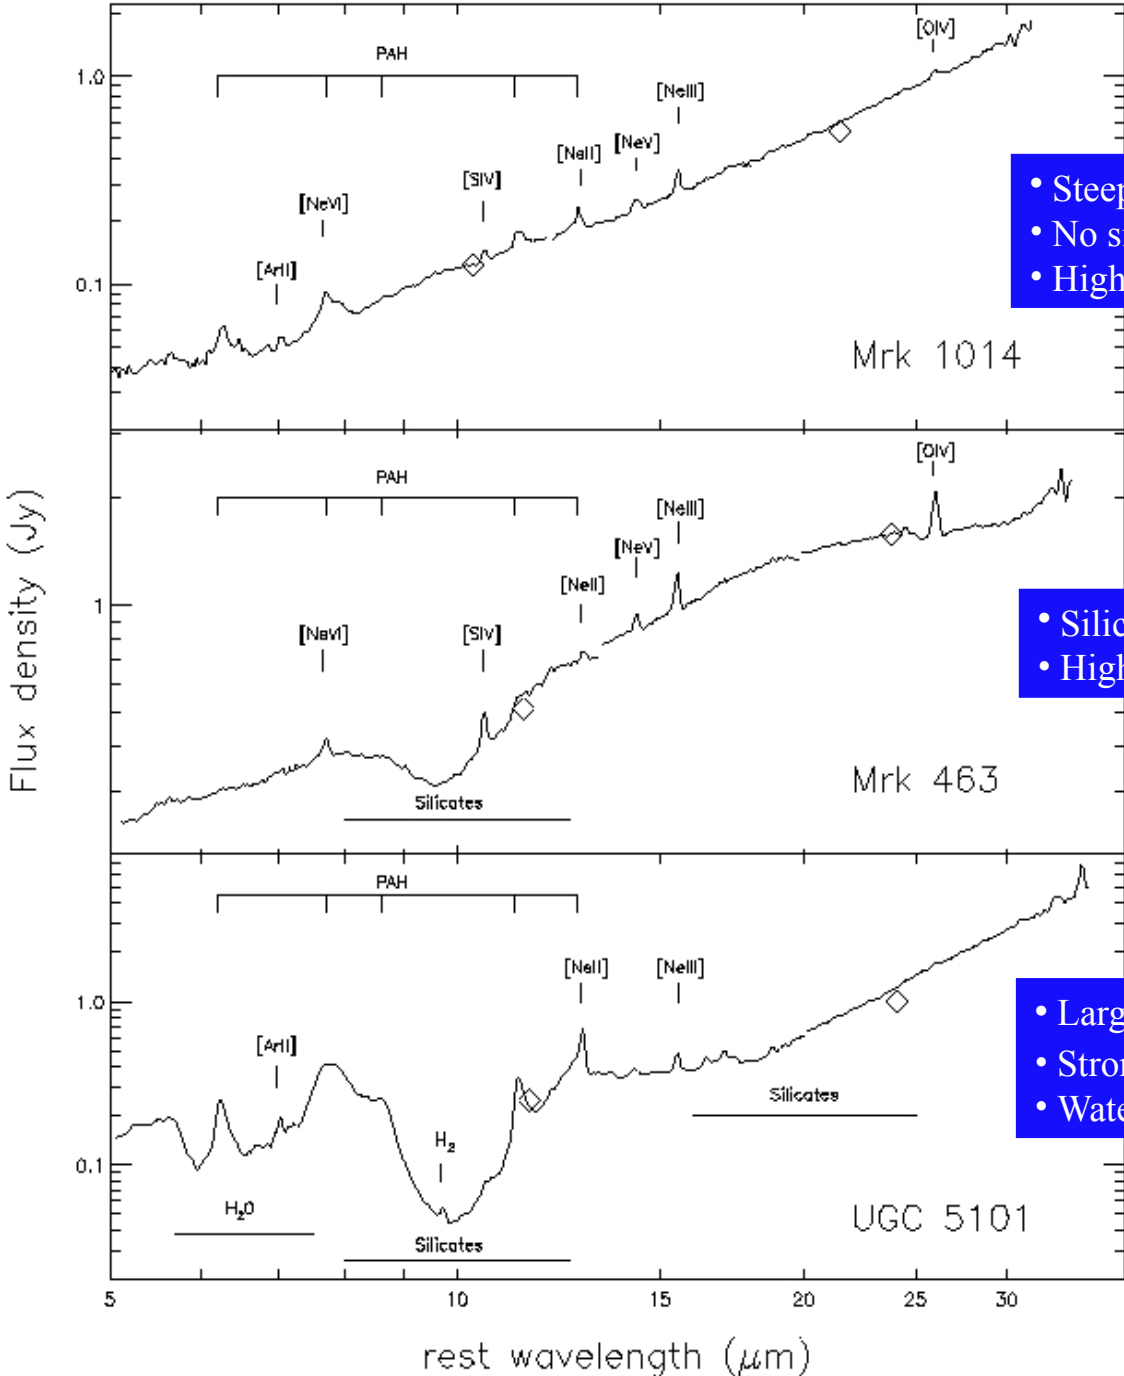 [OIV]
1.0
PAH
[NeIII]
[NeV]
[NeII]
[SIV]
[NeVI]
[ArII]
0.1
Mrk 1014
• Steep
• No si
• High
[OIV]
PAH
[NeIII]
[NeV]
[NeII]
1
[NeVI]
[SIV]
Silicates
Mrk 463
• Silic
• High
PAH
[NeII]
[NeIII]
1.0
[ArII]
H2
Silicates
0.1
H2O
Silicates
UGC 5101
• Larg
• Stron
• Wate
Flux density (Jy)
5 10 15 20 25 30
rest wavelength (μm)